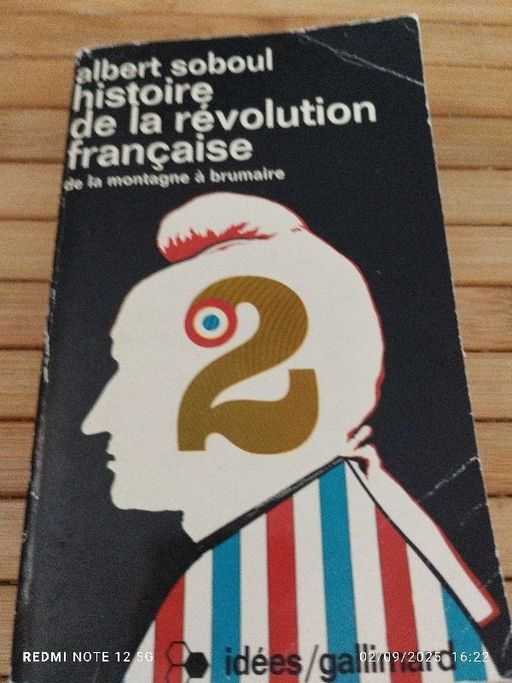 albert soboul
histoire
de la révolution
française
de la montagne à brumaire
2
idées/gallimard
REDMI NOTE 12 5G
02/09/2025 16:22